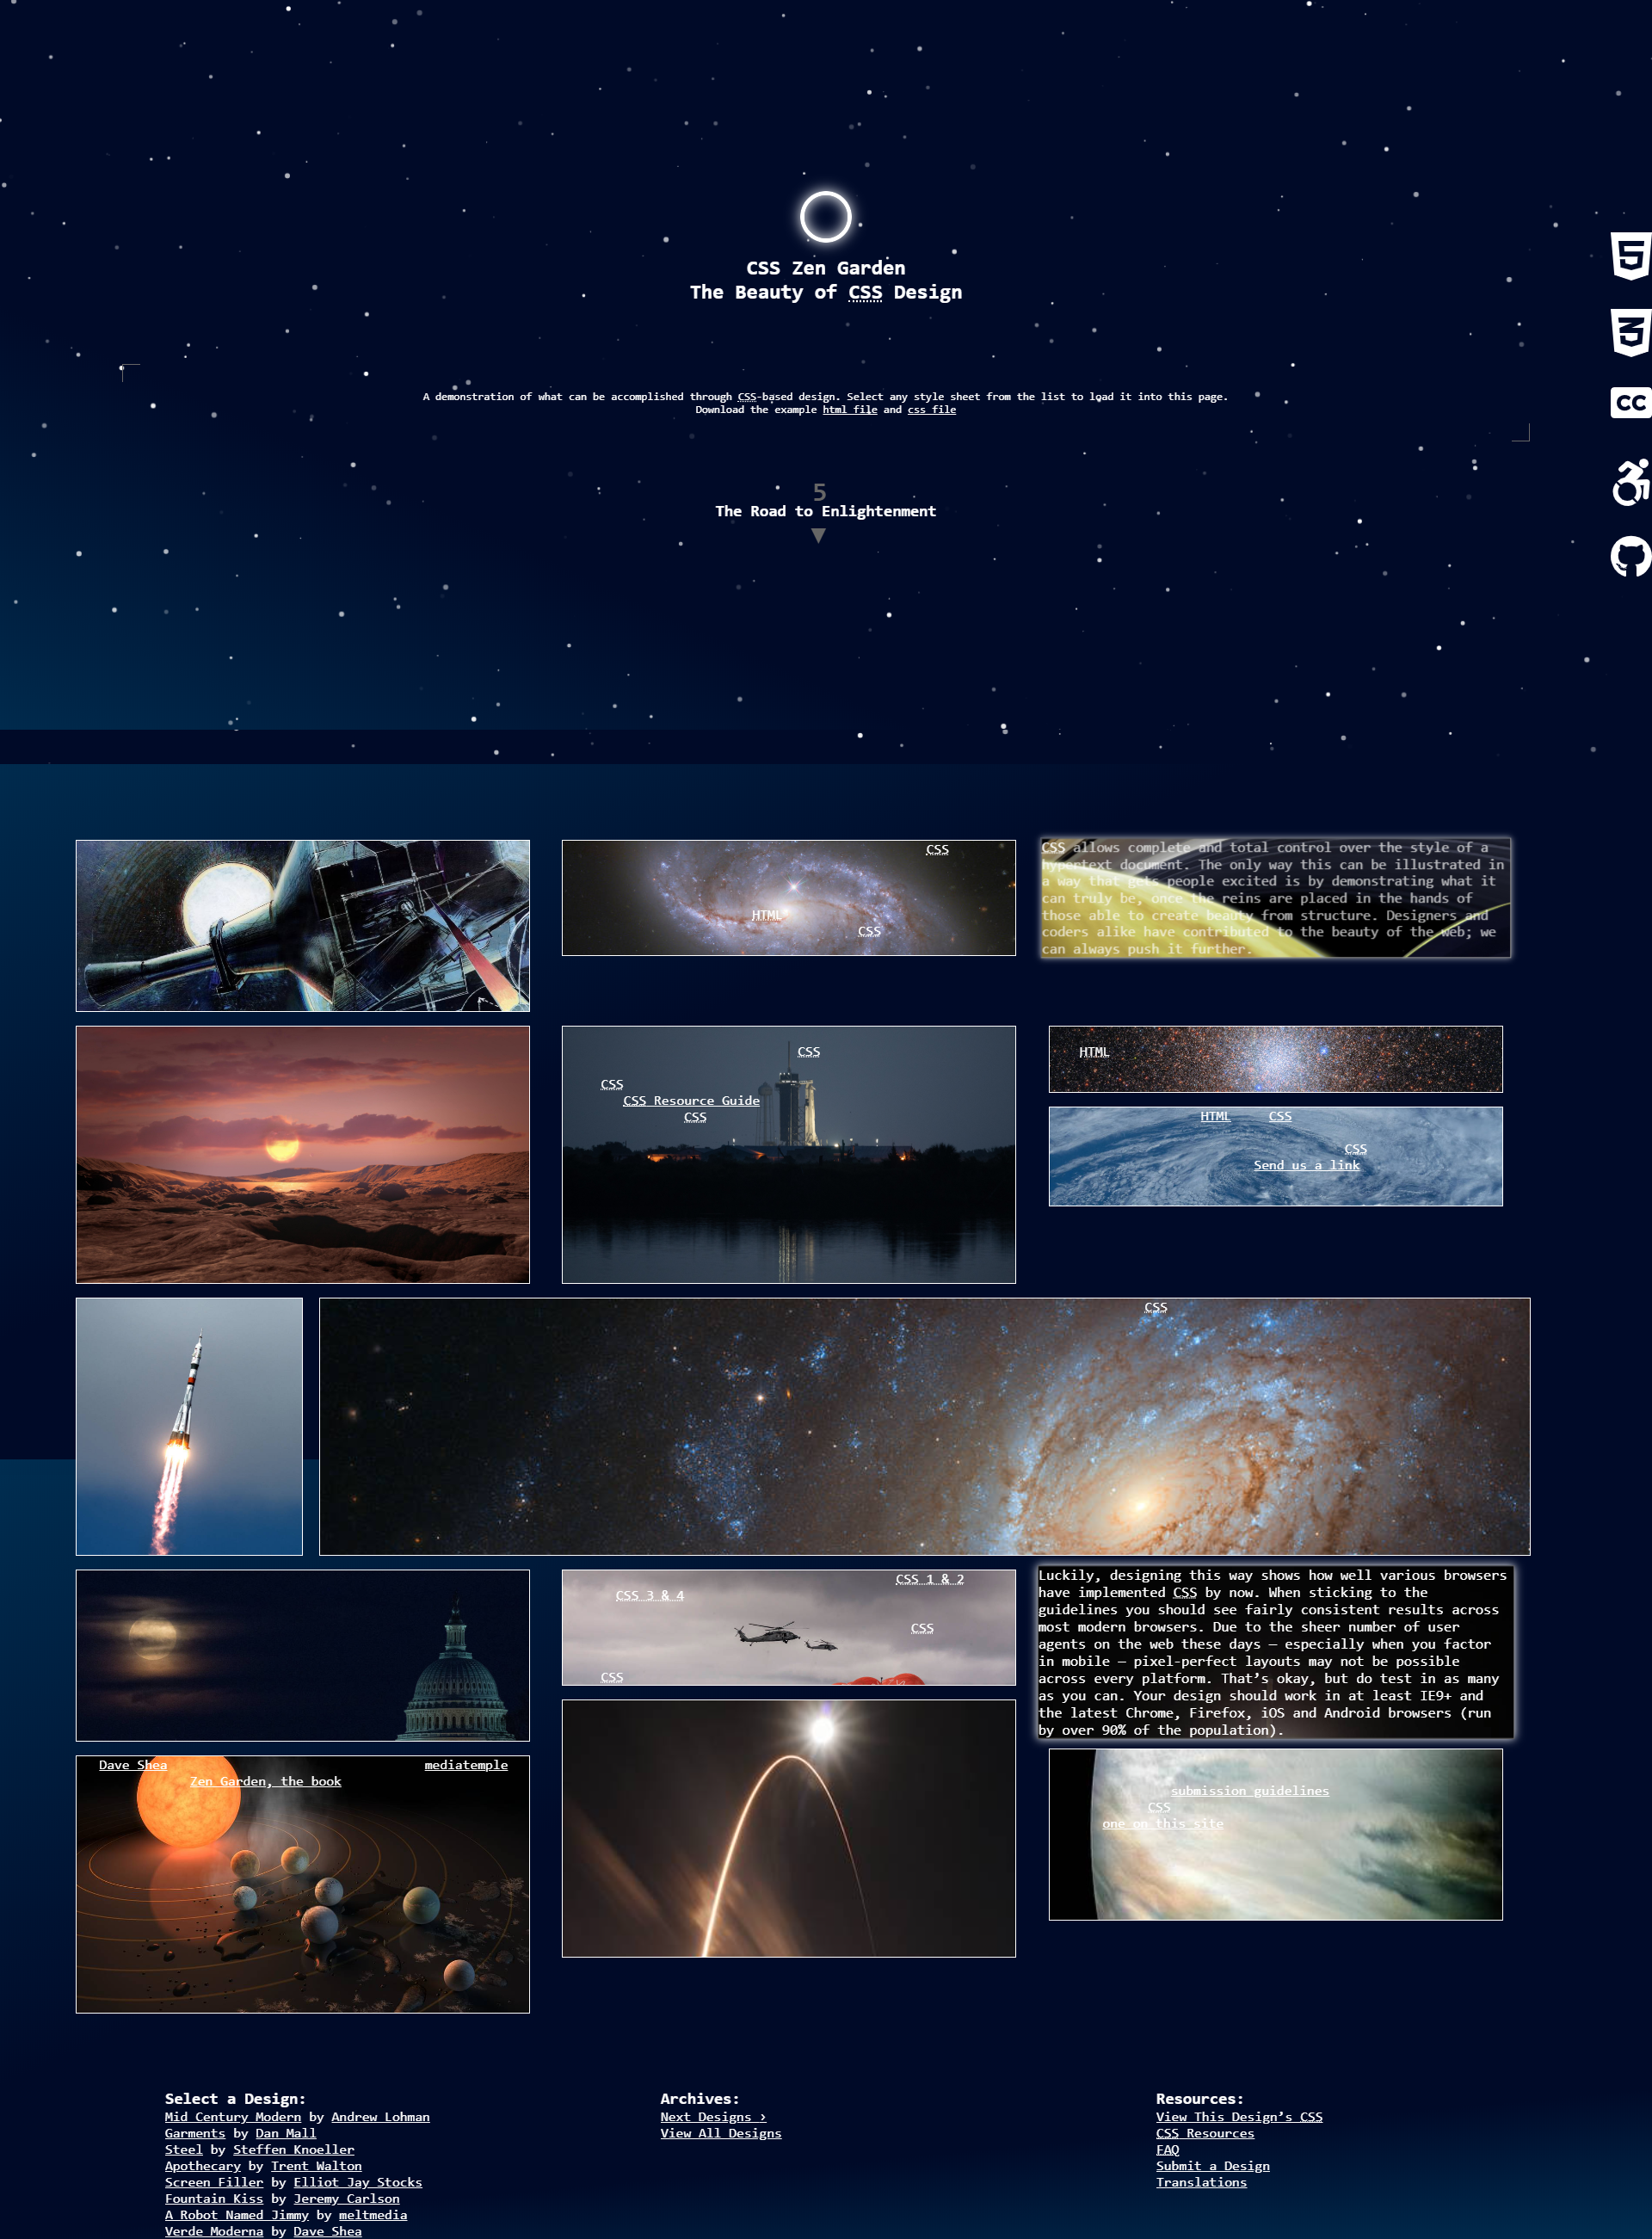 CSS Zen Garden
The Beauty of CSS Design
A demonstration of what can be accomplished through CSS-based design. Select any style sheet from the list to load it into this page.
Download the example html file and css file
5
The Road to Enlightenment
CSS
HTML
CSS
CSS allows complete and total control over the style of a
hypertext document. The only way this can be illustrated in
a way that gets people excited is by demonstrating what it
can truly be, once the reins are placed in the hands of
those able to create beauty from structure. Designers and
coders alike have contributed to the beauty of the web; we
can always push it further.
CSS
CSS
CSS Resource Guide
CSS
HTML
HTML CSS
CSS
Send us a link
CSS
CSS 1 & 2
CSS 3 & 4
CSS
CSS
Luckily, designing this way shows how well various browsers
have implemented CSS by now. When sticking to the
guidelines you should see fairly consistent results across
most modern browsers. Due to the sheer number of user
agents on the web these days — especially when you factor
in mobile — pixel-perfect layouts may not be possible
across every platform. That’s okay, but do test in as many
as you can. Your design should work in at least IE9+ and
the latest Chrome, Firefox, iOS and Android browsers (run
by over 90% of the population).
Dave Shea mediatemple
Zen Garden, the book
submission guidelines
CSS
one on this site
Select a Design:
Mid Century Modern by Andrew Lohman
Garments by Dan Mall
Steel by Steffen Knoeller
Apothecary by Trent Walton
Screen Filler by Elliot Jay Stocks
Fountain Kiss by Jeremy Carlson
A Robot Named Jimmy by meltmedia
Verde Moderna by Dave Shea
Archives:
Next Designs ›
View All Designs
Resources:
View This Design’s CSS
CSS Resources
FAQ
Submit a Design
Translations